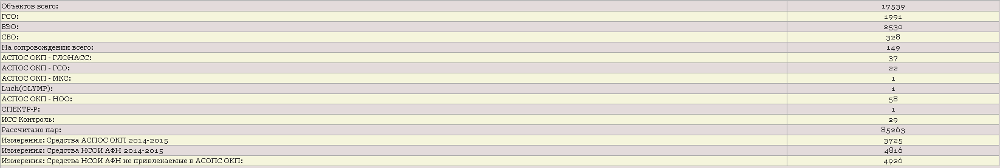 Объектов всего: 17539
ГСО: 1991
ВЭО: 2530
СВО: 328
На сопровождении всего: 149
АСПОС ОКП - ГЛОНАСС: 37
АСПОС ОКП - ГСО: 22
АСПОС ОКП - МКС: 1
Luch(OLYMP): 1
АСПОС ОКП - НОО: 58
СПЕКТР-Р: 1
ИСС Контроль: 29
Рассчитано пар: 85263
Измерения: Средства АСПОС ОКП 2014-2015 3725
Измерения: Средства НСОИ АФН 2014-2015 4816
Измерения: Средства НСОИ АФН не привлекаемые в АСОПС ОКП: 4926